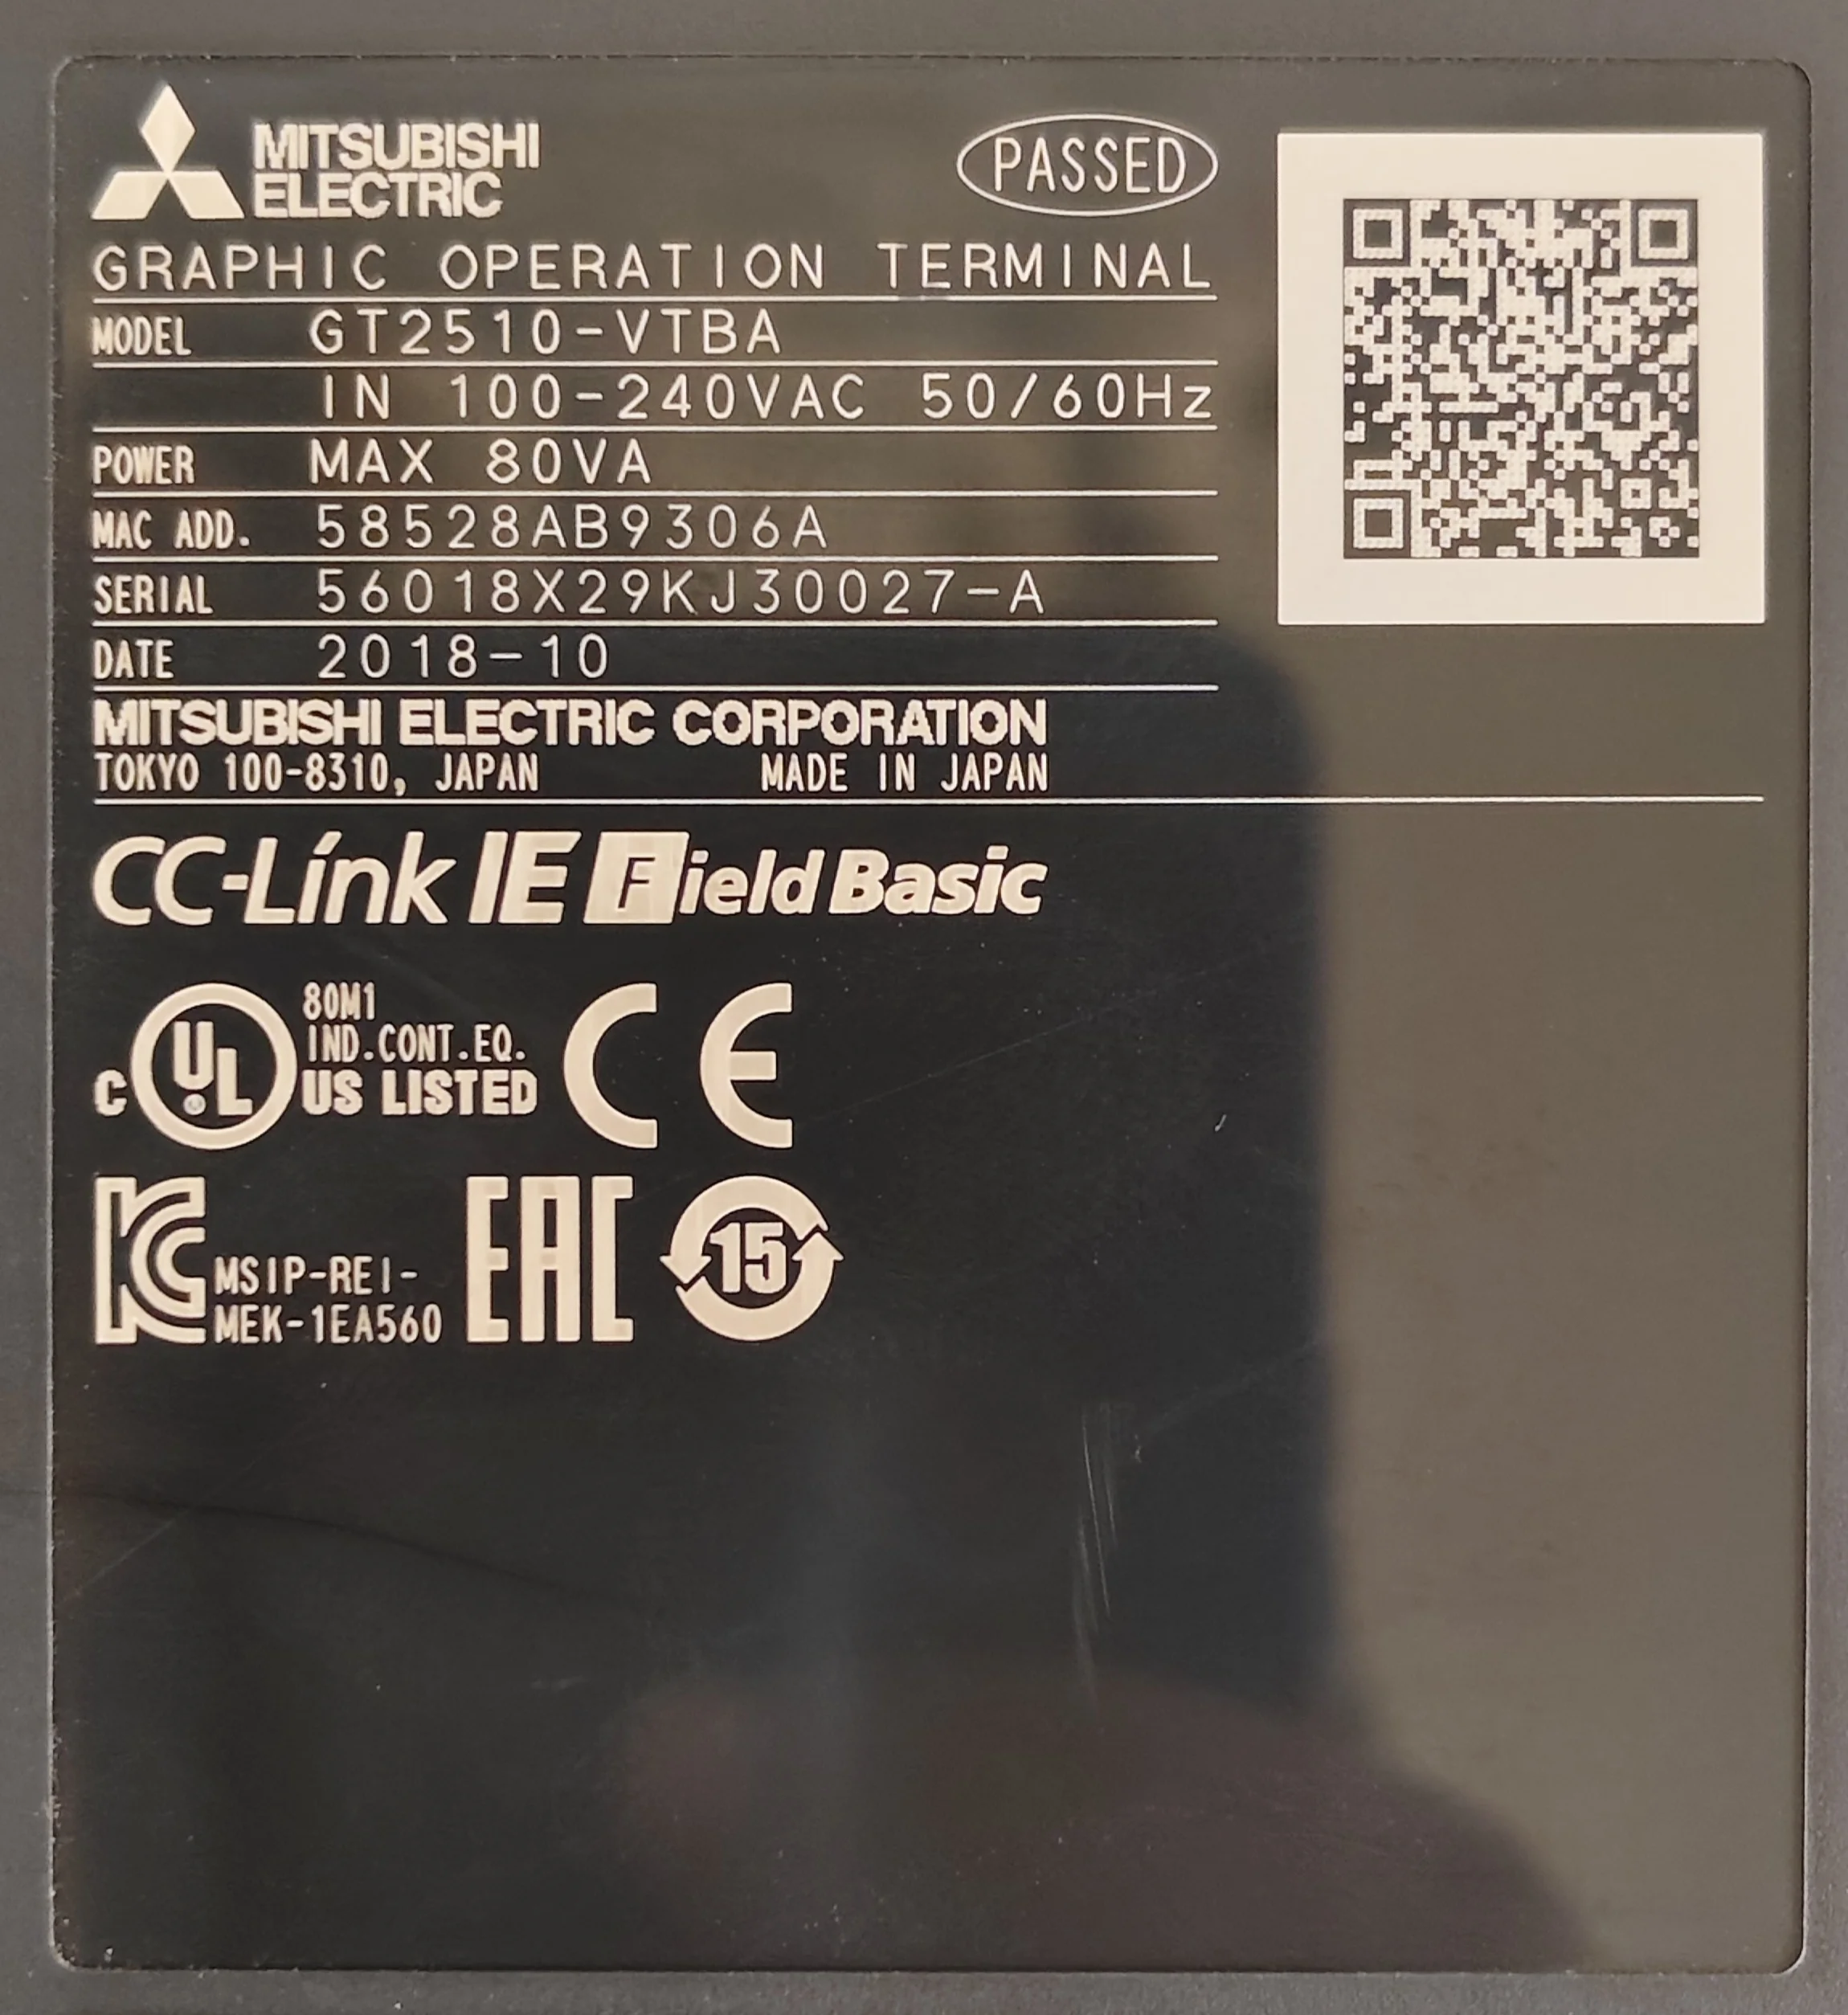 MITSUBISHI
ELECTRIC
PASSED
GRAPHIC OPERATION TERMINAL
MODEL GT2510-VTBA
IN 100-240VAC 50/60Hz
POWER MAX 80VA
MAC ADD. 58528AB9306A
SERIAL 56018X29KJ30027-A
DATE 2018-10
MITSUBISHI ELECTRIC CORPORATION
TOKYO 100-8310, JAPAN MADE IN JAPAN
CC-Link IE Field Basic
C UL 80M1
IND.CONT.EQ.
US LISTED
CE
KC MSIP-REI-
MEK-1EA560
EAC
15